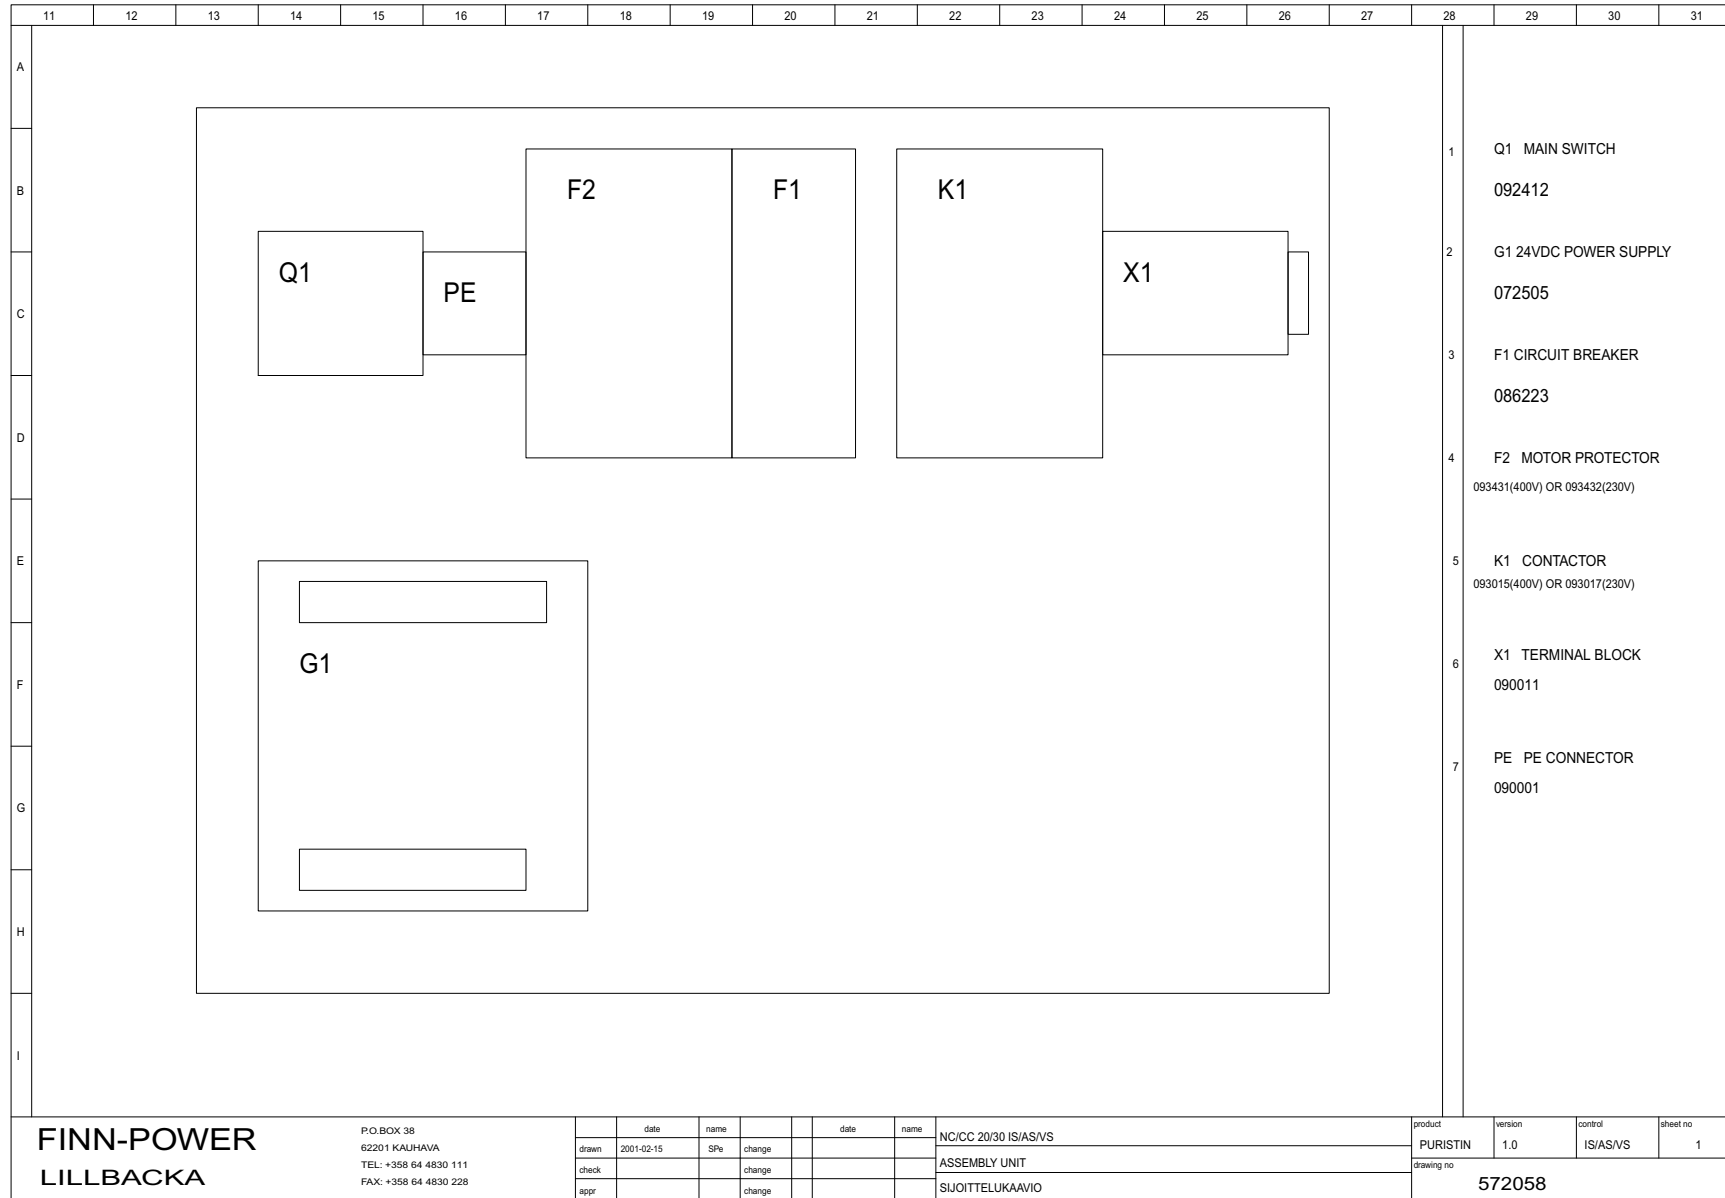 11 12 13 14 15 16 17 18 19 20 21 22 23 24 25 26 27 28 29 30 31
A
B
C
D
E
F
G
H
I
F2 F1 K1
Q1 PE X1
G1
1 Q1 MAIN SWITCH
092412
2 G1 24VDC POWER SUPPLY
072505
3 F1 CIRCUIT BREAKER
086223
4 F2 MOTOR PROTECTOR
093431(400V) OR 093432(230V)
5 K1 CONTACTOR
093015(400V) OR 093017(230V)
6 X1 TERMINAL BLOCK
090011
7 PE PE CONNECTOR
090001
FINN-POWER
LILLBACKA
P.O.BOX 38
62201 KAUHAVA
TEL: +358 64 4830 111
FAX: +358 64 4830 228
date name date name
drawn 2001-02-15 SPe change
check change
appr change
NC/CC 20/30 IS/AS/VS
ASSEMBLY UNIT
SIJOITTELUKAAVIO
product version control sheet no
PURISTIN 1.0 IS/AS/VS 1
drawing no
572058